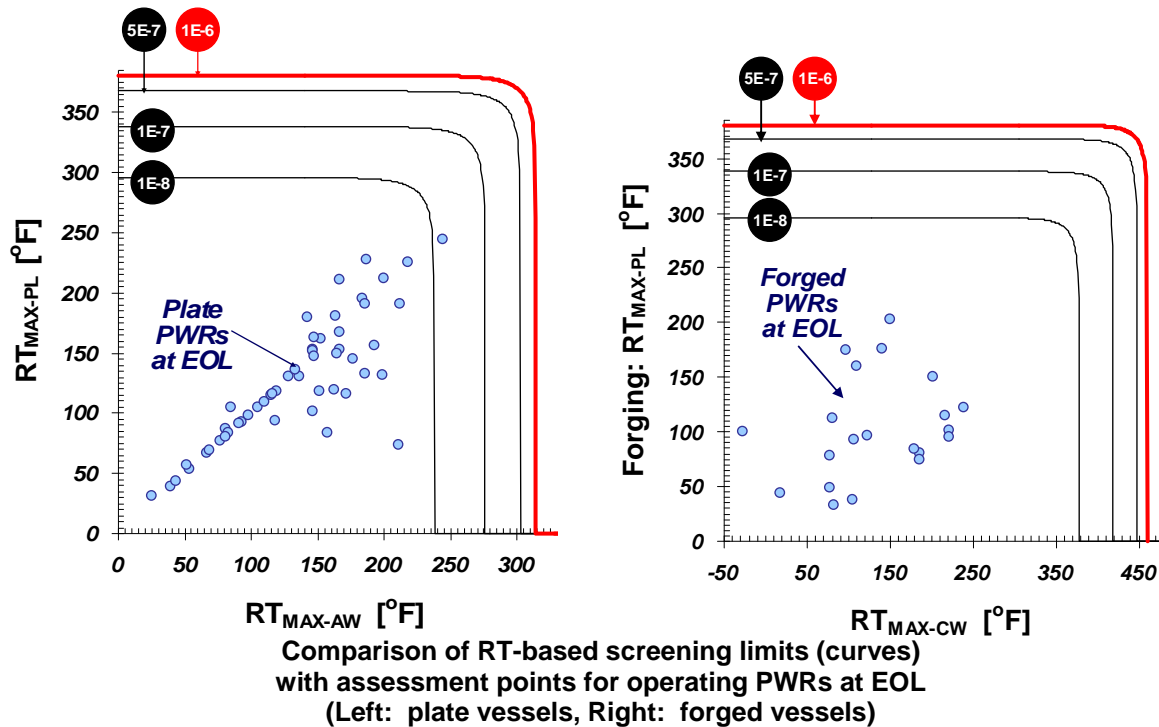 5E-7
1E-6
350
300
250
200
150
100
50
0
1E-7
1E-8
RTMAX-PL [oF]
Plate
PWRs
at EOL
0 50 100 150 200 250 300
RTMAX-AW [oF]
5E-7
1E-6
350
300
250
200
150
100
50
0
1E-7
1E-8
Forging: RTMAX-PL [oF]
Forged
PWRs
at EOL
-50 50 150 250 350 450
RTMAX-CW [oF]
Comparison of RT-based screening limits (curves)
with assessment points for operating PWRs at EOL
(Left: plate vessels, Right: forged vessels)